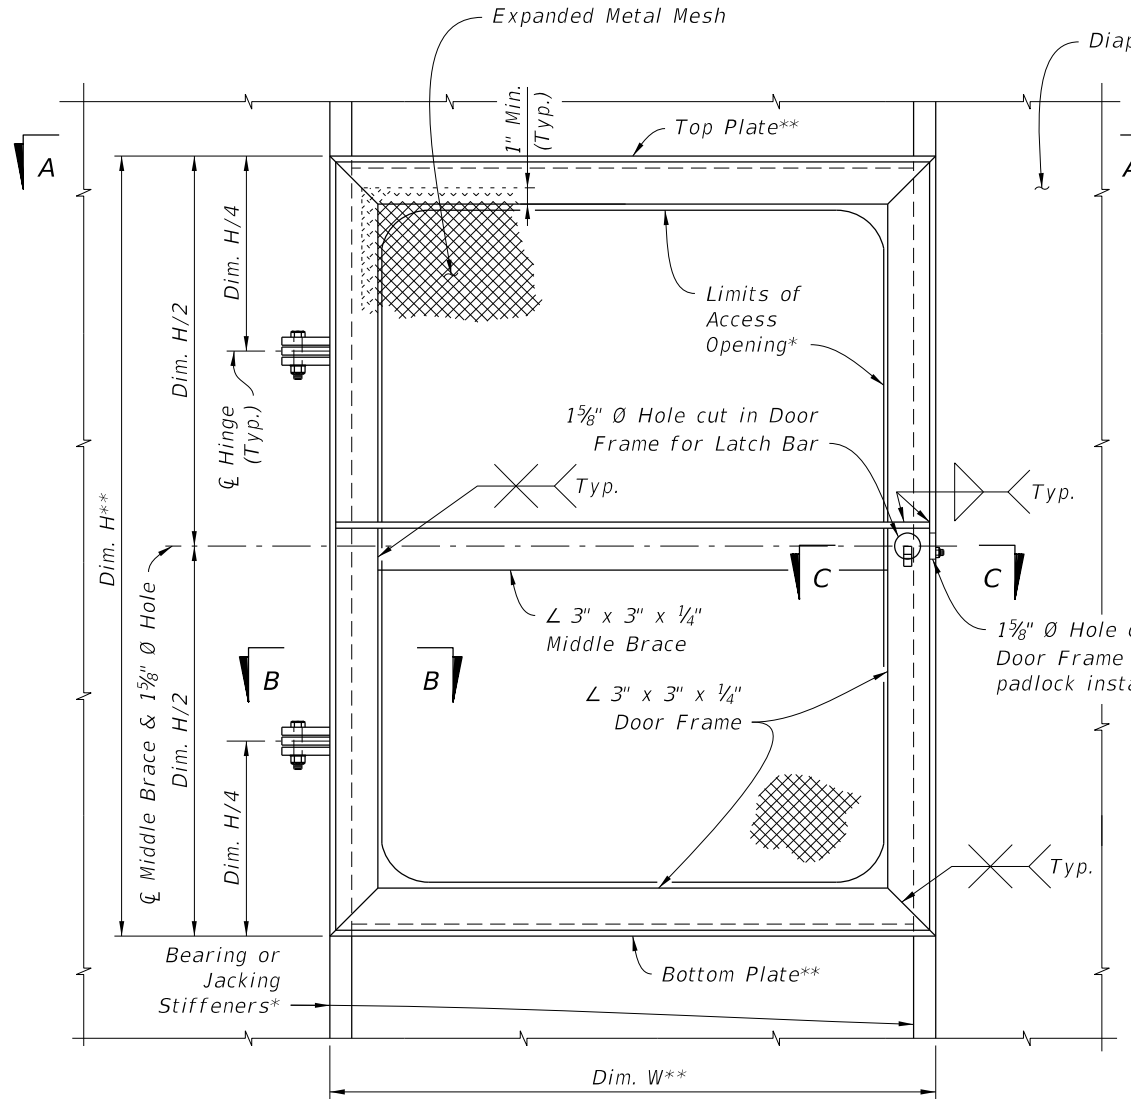 Expanded Metal Mesh
1" Min.
(Typ.)
Top Plate**
A
Dim. H/4
Dim. H/2
Limits of
Access
Opening*
℄ Hinge
(Typ.)
1⅝" Ø Hole cut in Door
Frame for Latch Bar
Typ.
Typ.
Dim. H**
C
C
∠ 3" x 3" x ¼"
Middle Brace
1⅝" Ø Hole
Door Frame
padlock
℄ Middle Brace & 1⅝" Ø Hole
Dim. H/2
B
B
∠ 3" x 3" x ¼"
Door Frame
Dim. H/4
Typ.
Bearing or
Jacking
Stiffeners*
Bottom Plate**
Dim. W**